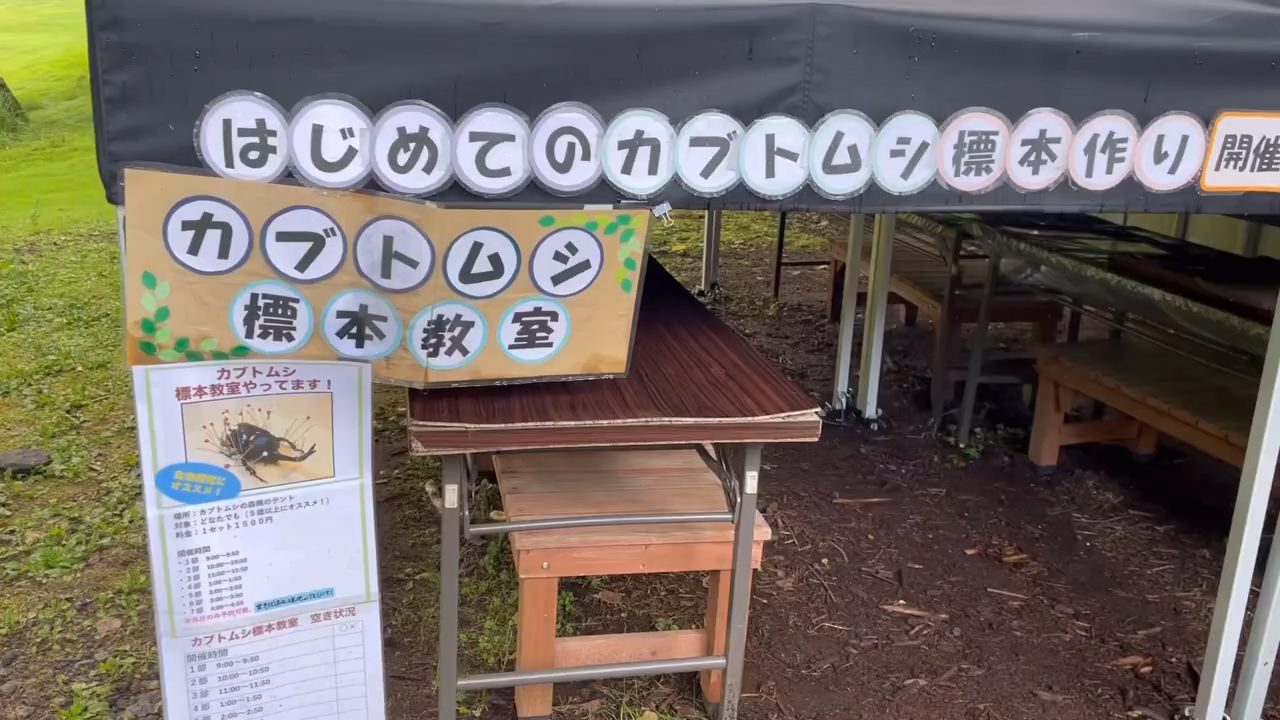 はじめてのカブトムシ標本作り 開催
カブトムシ
標本教室
カブトムシ
標本教室やってます！
自由研究に
オススメ！
場所：カブトムシの森横のテント
対象：どなたでも（5歳以上にオススメ！）
料金：1セット1500円
開催時間
・1部 9:00〜9:50
・2部 10:00〜10:50
・3部 11:00〜11:50
・4部 1:00〜1:50
・5部 2:00〜2:50
・6部 3:00〜3:50
・7部 4:00〜4:50
カブトムシ標本教室 空き状況
開催時間 ○×
1部 9:00〜9:50
2部 10:00〜10:50
3部 11:00〜11:50
4部 1:00〜1:50
5部 2:00〜2:50